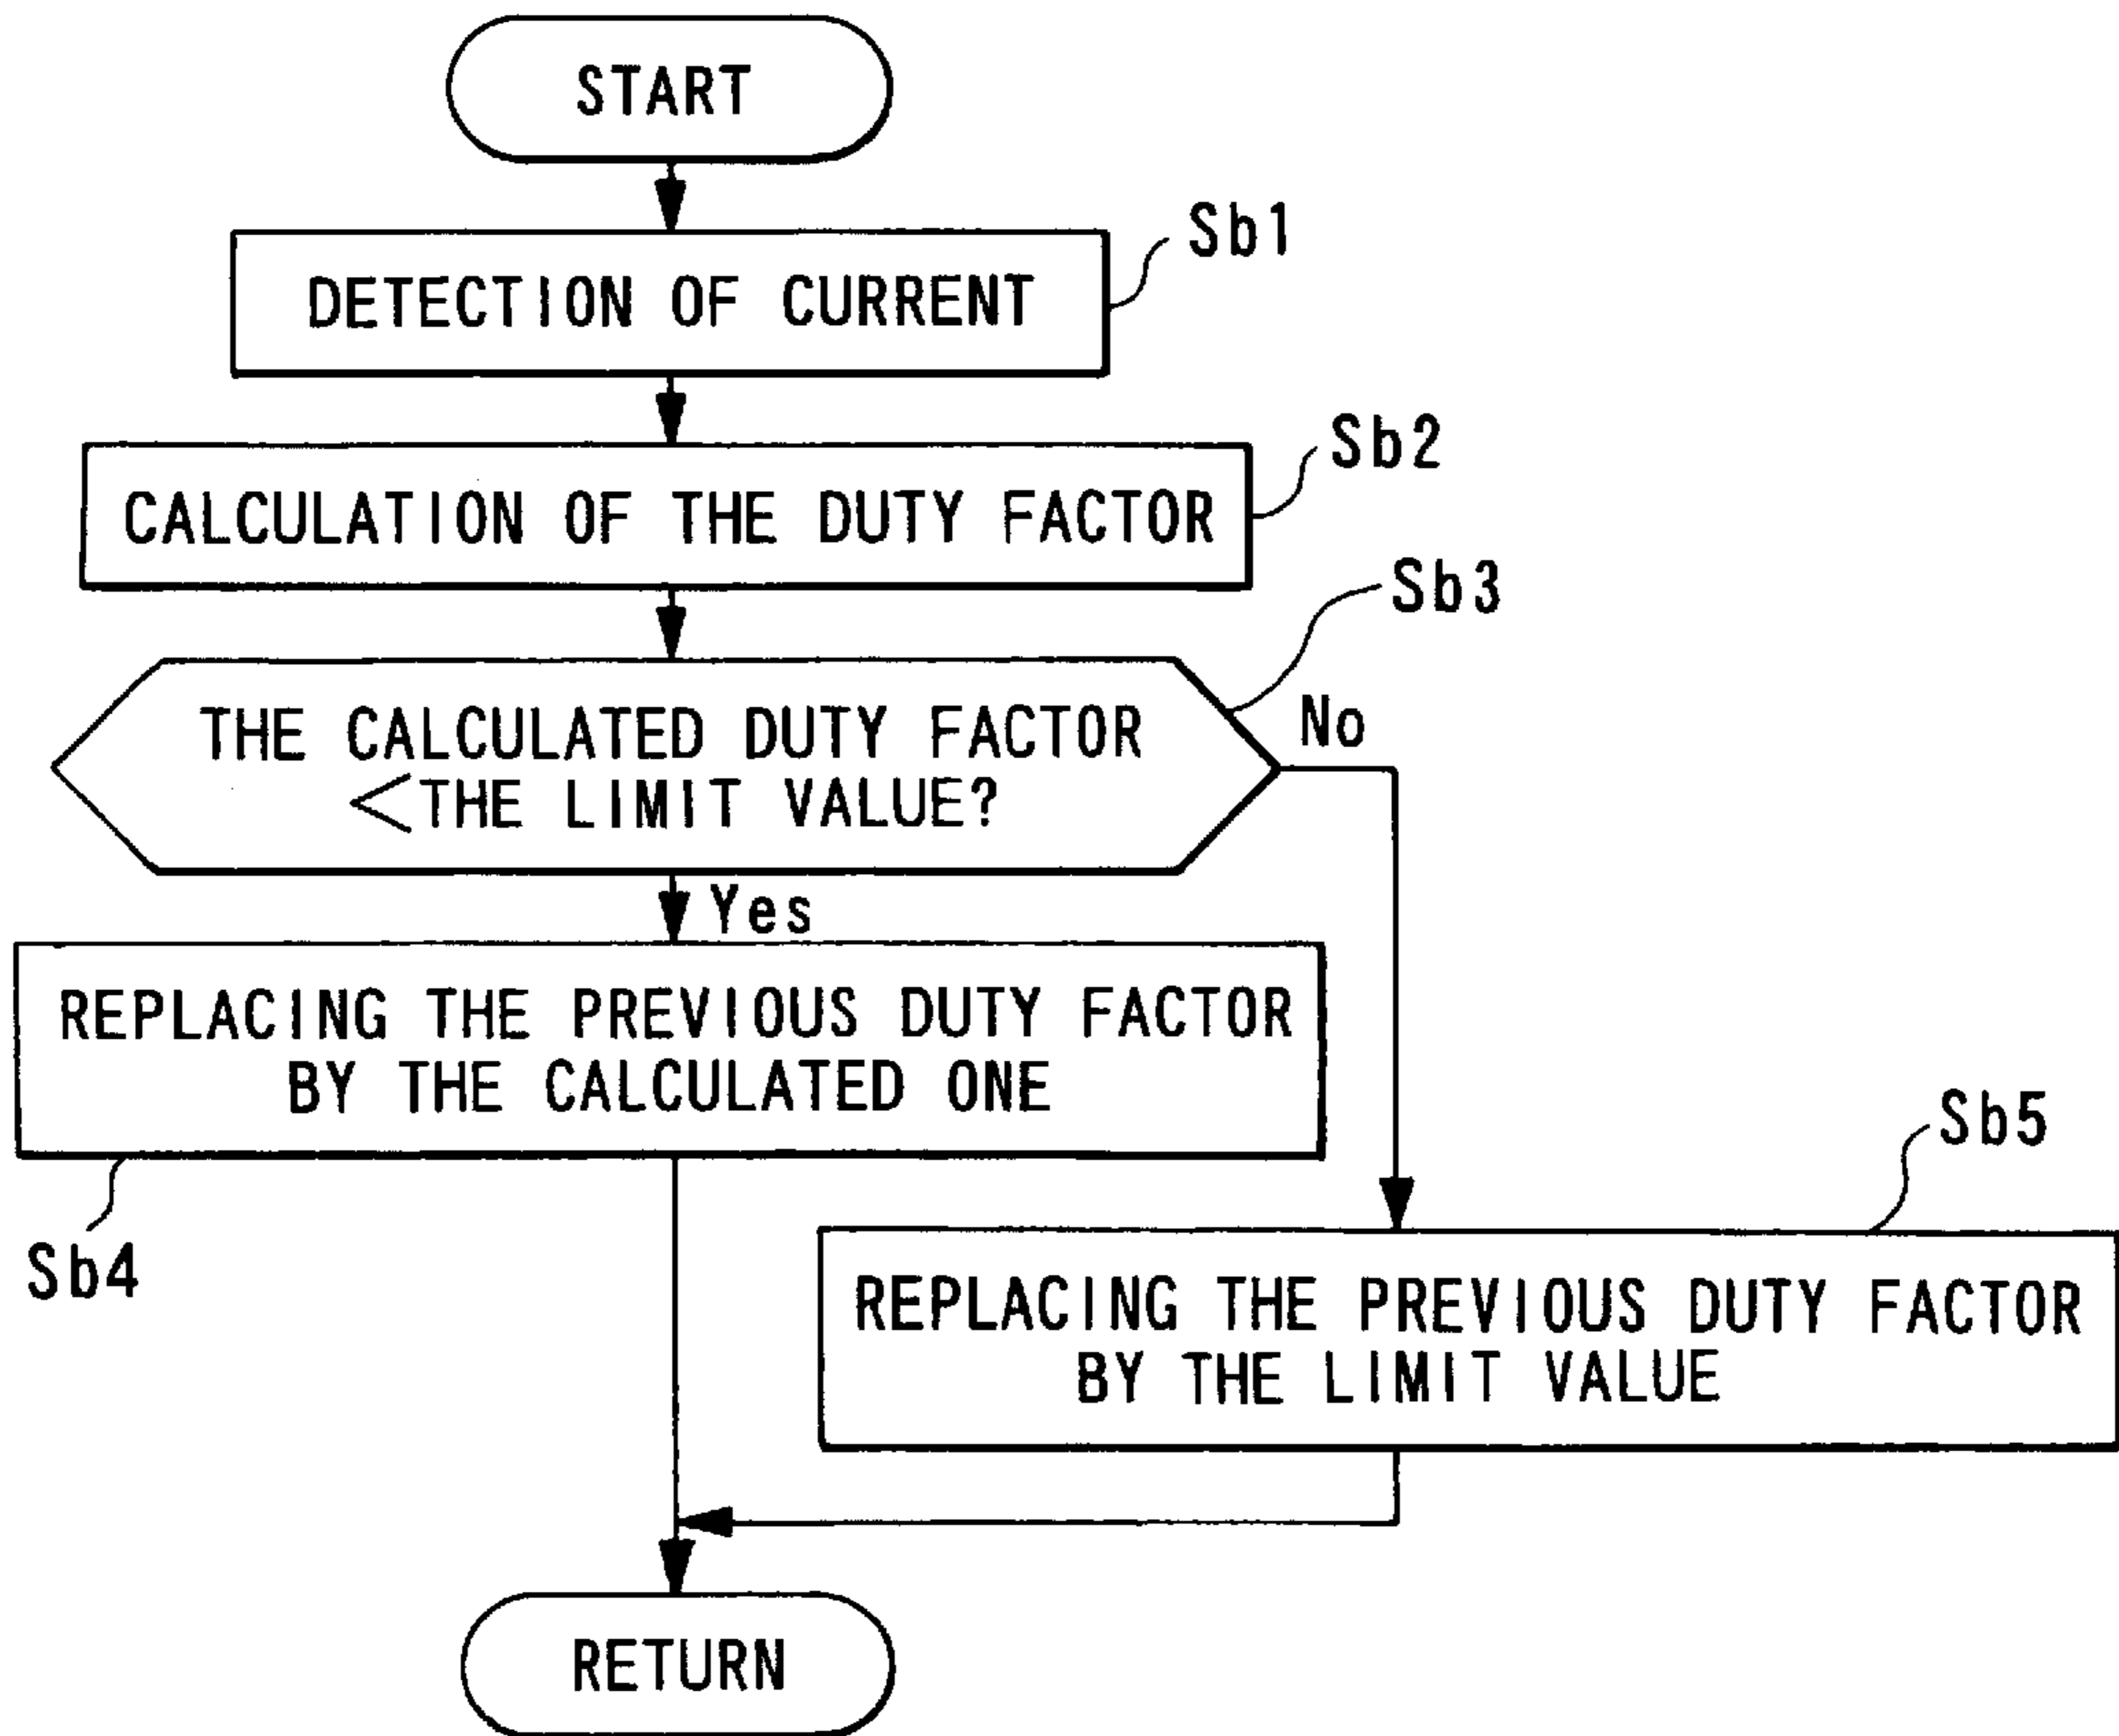 START
Sb1
DETECTION OF CURRENT
Sb2
CALCULATION OF THE DUTY FACTOR
Sb3
THE CALCULATED DUTY FACTOR
<THE LIMIT VALUE?
No
Yes
REPLACING THE PREVIOUS DUTY FACTOR
BY THE CALCULATED ONE
Sb4
Sb5
REPLACING THE PREVIOUS DUTY FACTOR
BY THE LIMIT VALUE
RETURN